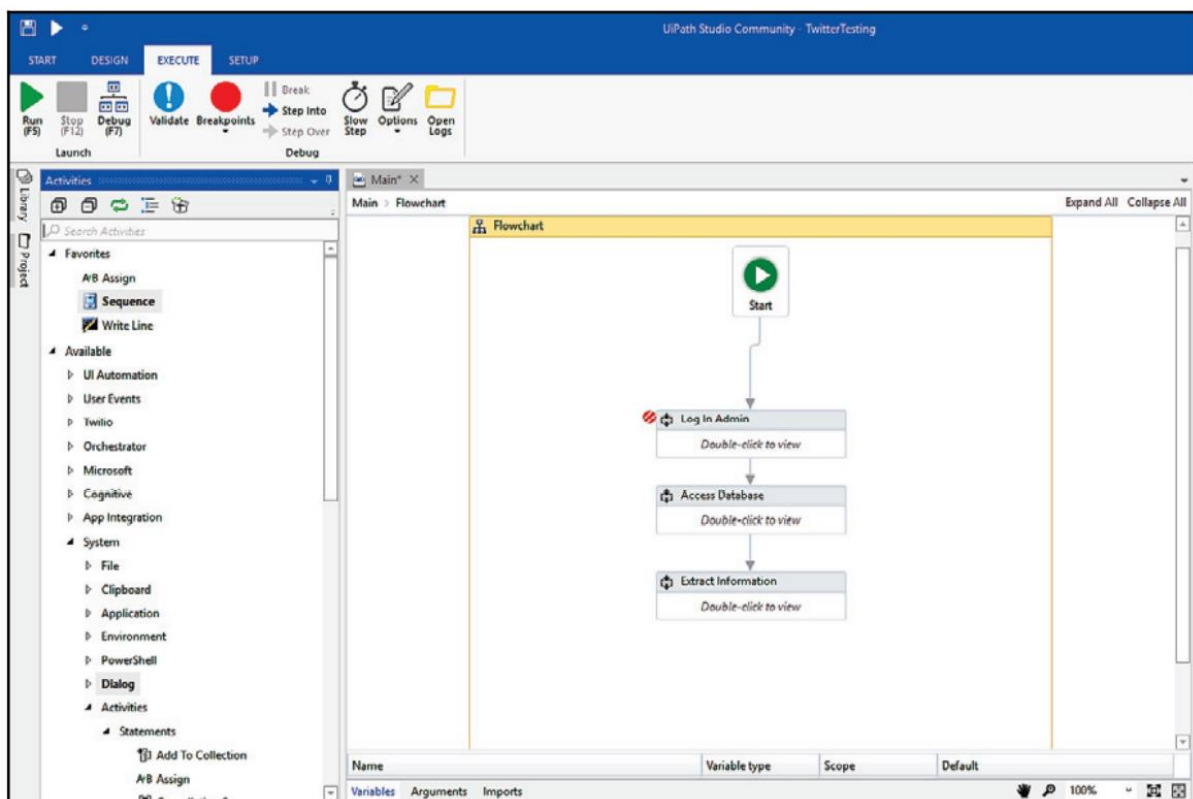 UiPath Studio Community - TwitterTesting
START DESIGN EXECUTE SETUP
Run (F5)
Stop (F12)
Debug (F7)
Launch
Validate
Breakpoints
Break
Step Into
Step Over
Slow Step
Options
Open Logs
Debug
Library
Project
Activities
Search Activities
Favorites
A+B Assign
Sequence
Write Line
Available
UI Automation
User Events
Twilio
Orchestrator
Microsoft
Cognitive
App Integration
System
File
Clipboard
Application
Environment
PowerShell
Dialog
Activities
Statements
Add To Collection
A+B Assign
Main*
Main > Flowchart
Expand All Collapse All
Flowchart
Start
Log In Admin
Double-click to view
Access Database
Double-click to view
Extract Information
Double-click to view
Name Variable type Scope Default
Variables Arguments Imports
100%